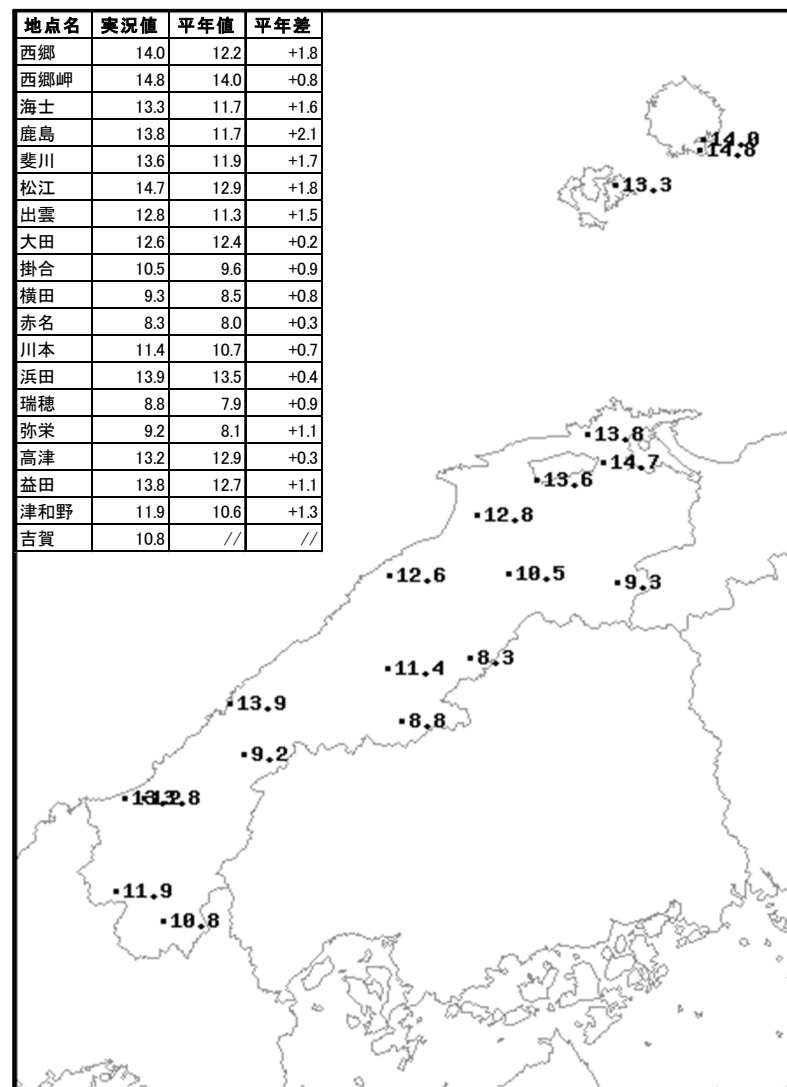 地点名 実況値 平年値 平年差
西郷 14.0 12.2 +1.8
西郷岬 14.8 14.0 +0.8
海士 13.3 11.7 +1.6
鹿島 13.8 11.7 +2.1
斐川 13.6 11.9 +1.7
松江 14.7 12.9 +1.8
出雲 12.8 11.3 +1.5
大田 12.6 12.4 +0.2
掛合 10.5 9.6 +0.9
横田 9.3 8.5 +0.8
赤名 8.3 8.0 +0.3
川本 11.4 10.7 +0.7
浜田 13.9 13.5 +0.4
瑞穂 8.8 7.9 +0.9
弥栄 9.2 8.1 +1.1
高津 13.2 12.9 +0.3
益田 13.8 12.7 +1.1
津和野 11.9 10.6 +1.3
吉賀 10.8 // //
14.0
14.8
13.3
13.8
14.7
13.6
12.8
12.6
10.5
9.3
8.3
11.4
13.9
8.8
9.2
13.2
13.8
11.9
10.8